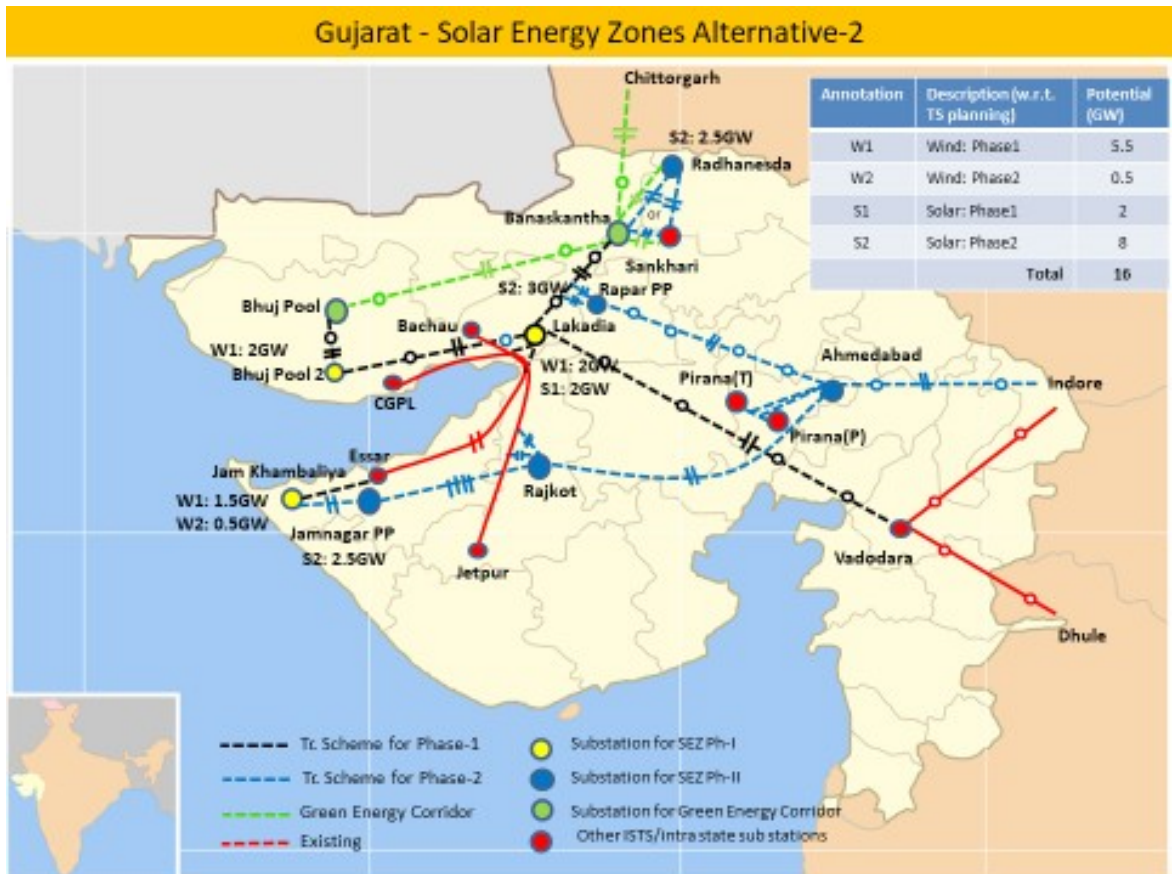 Gujarat - Solar Energy Zones Alternative-2
Chittorgarh
Annotation Description (w.r.t. TS planning) Potential (GW)
W1 Wind: Phase1 5.5
W2 Wind: Phase2 0.5
S1 Solar: Phase1 2
S2 Solar: Phase2 8
Total 16
S2: 2.5GW
Radhanesda
Banaskantha
or
Sankhari
S2: 3GW
Rapar PP
Bhuj Pool
Bachau
Lakadia
W1: 2GW
Bhuj Pool 2
W1: 2GW
S1: 2GW
CGPL
Ahmedabad
Pirana(T)
Indore
Pirana(P)
Essar
Jam Khambaliya
Rajkot
W1: 1.5GW
W2: 0.5GW
Jamnagar PP
S2: 2.5GW
Jetpur
Vadodara
Dhule
Tr. Scheme for Phase-1
Substation for SEZ Ph-I
Tr. Scheme for Phase-2
Substation for SEZ Ph-II
Green Energy Corridor
Substation for Green Energy Corridor
Existing
Other ISTS/intra state sub stations